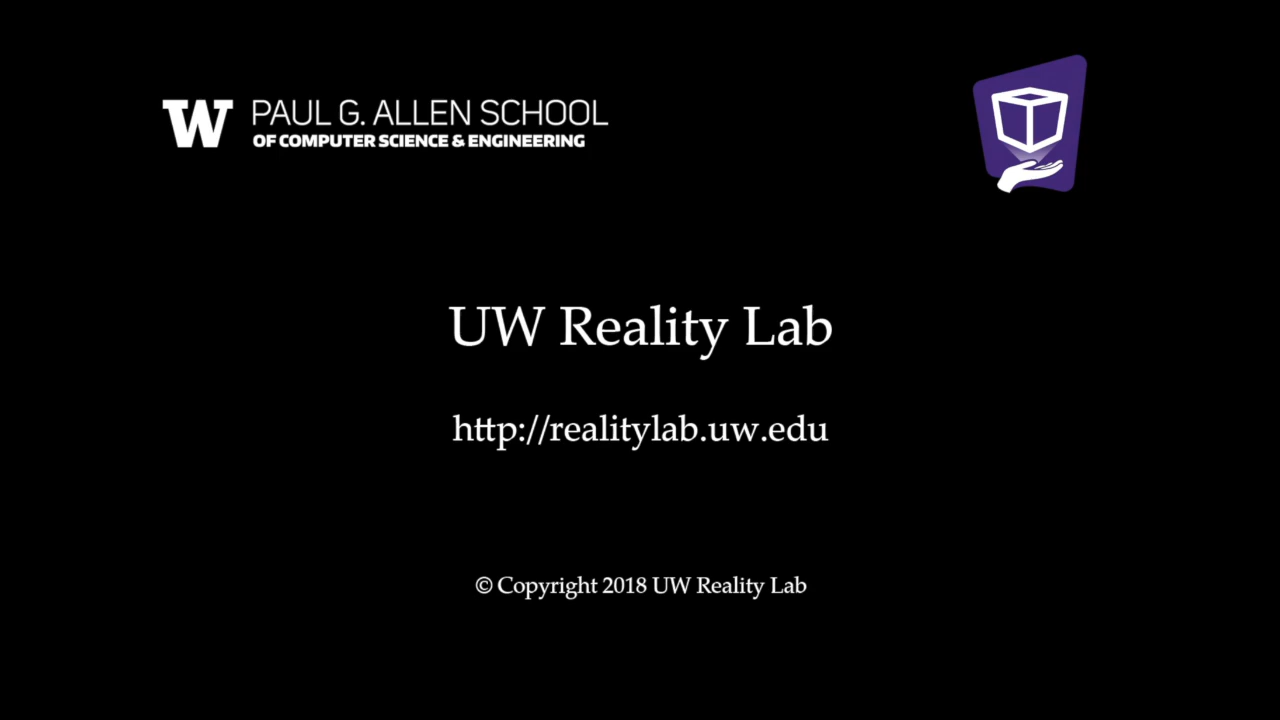 W PAUL G. ALLEN SCHOOL
OF COMPUTER SCIENCE & ENGINEERING
UW Reality Lab
http://realitylab.uw.edu
© Copyright 2018 UW Reality Lab